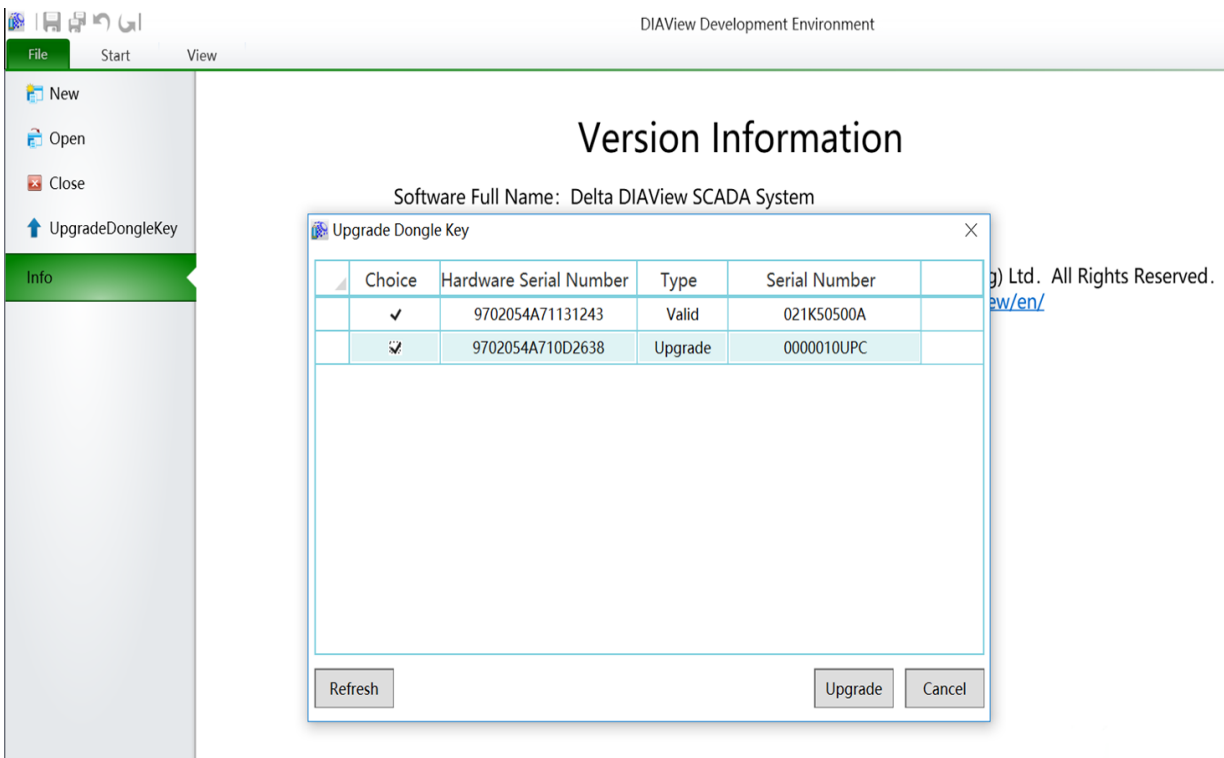 DIAView Development Environment
File Start View
New
Open
Close
UpgradeDongleKey
Info
Version Information
Software Full Name: Delta DIAView SCADA System
g) Ltd. All Rights Reserved.
ew/en/
Upgrade Dongle Key
Choice Hardware Serial Number Type Serial Number
9702054A71131243 Valid 021K50500A
9702054A710D2638 Upgrade 0000010UPC
Refresh Upgrade Cancel